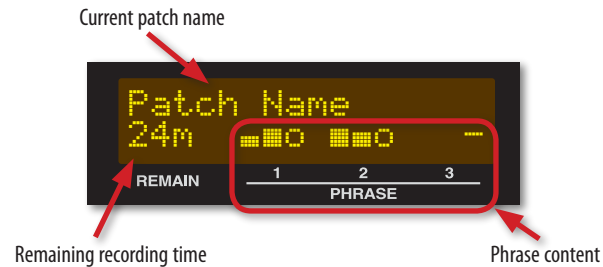 Current patch name
Patch Name
24m
REMAIN
1 2 3
PHRASE
Remaining recording time
Phrase content